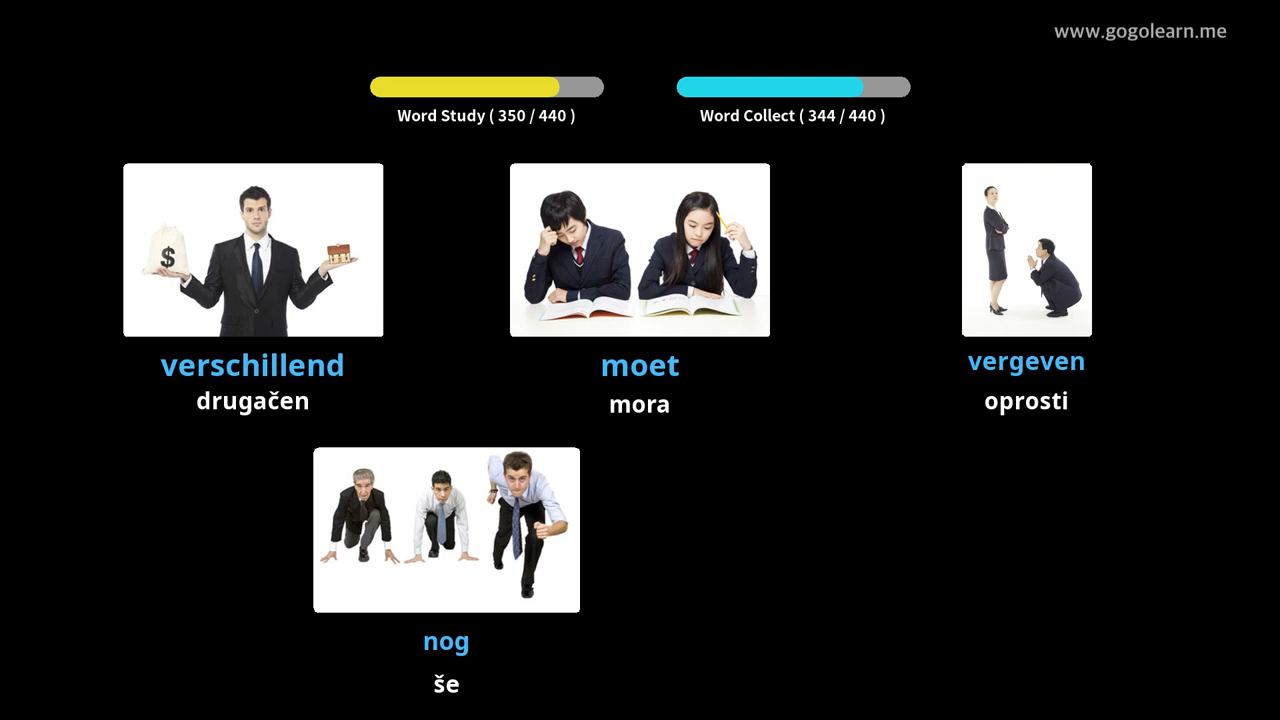 www.gogolearn.me
Word Study ( 350 / 440 )
Word Collect ( 344 / 440 )
$
verschillend
drugačen
moet
mora
vergeven
oprosti
nog
še